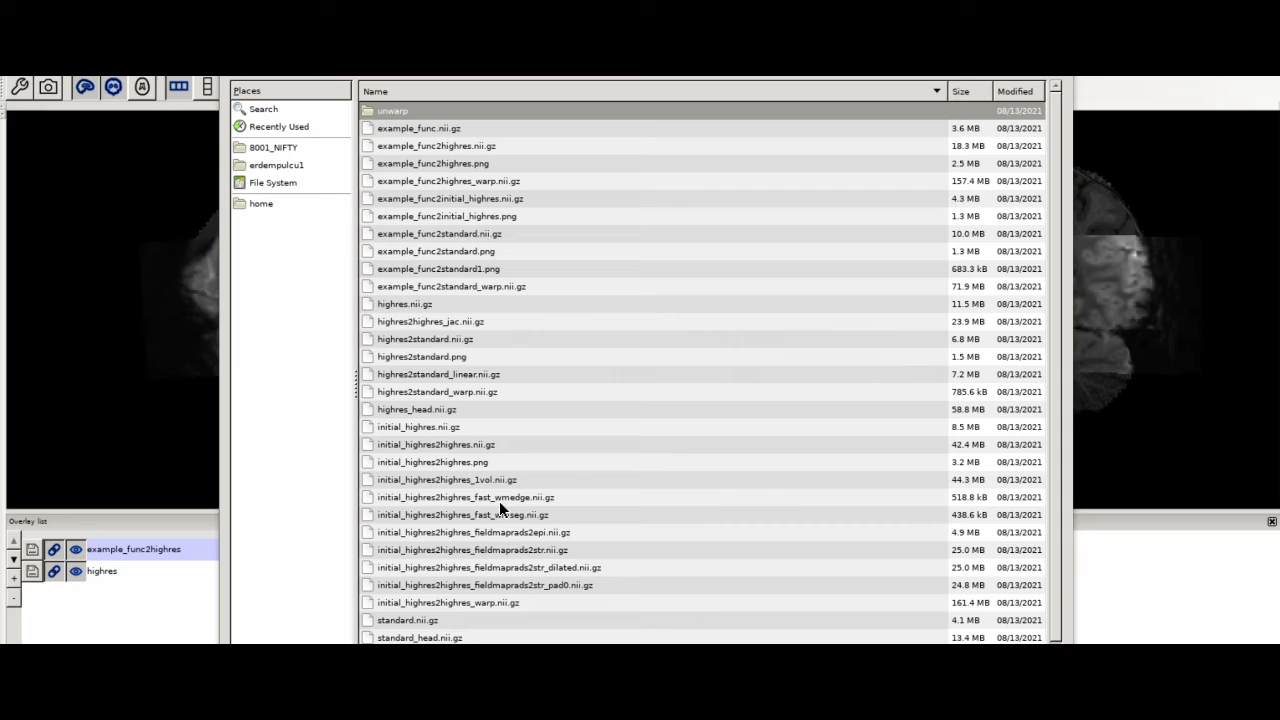 Places
Search
Recently Used
8001_NIFTY
erdempulcu1
File System
home
Name Size Modified
unwarp 08/13/2021
example_func.nii.gz 3.6 MB 08/13/2021
example_func2highres.nii.gz 18.3 MB 08/13/2021
example_func2highres.png 2.5 MB 08/13/2021
example_func2highres_warp.nii.gz 157.4 MB 08/13/2021
example_func2initial_highres.nii.gz 4.3 MB 08/13/2021
example_func2initial_highres.png 1.3 MB 08/13/2021
example_func2standard.nii.gz 10.0 MB 08/13/2021
example_func2standard.png 1.3 MB 08/13/2021
example_func2standard1.png 683.3 kB 08/13/2021
example_func2standard_warp.nii.gz 71.9 MB 08/13/2021
highres.nii.gz 11.5 MB 08/13/2021
highres2highres_jac.nii.gz 23.9 MB 08/13/2021
highres2standard.nii.gz 6.8 MB 08/13/2021
highres2standard.png 1.5 MB 08/13/2021
highres2standard_linear.nii.gz 7.2 MB 08/13/2021
highres2standard_warp.nii.gz 785.6 kB 08/13/2021
highres_head.nii.gz 58.8 MB 08/13/2021
initial_highres.nii.gz 8.5 MB 08/13/2021
initial_highres2highres.nii.gz 42.4 MB 08/13/2021
initial_highres2highres.png 3.2 MB 08/13/2021
initial_highres2highres_1vol.nii.gz 44.3 MB 08/13/2021
initial_highres2highres_fast_wmedge.nii.gz 518.8 kB 08/13/2021
initial_highres2highres_fast_wmseg.nii.gz 438.6 kB 08/13/2021
initial_highres2highres_fieldmaprads2epi.nii.gz 4.9 MB 08/13/2021
initial_highres2highres_fieldmaprads2str.nii.gz 25.0 MB 08/13/2021
initial_highres2highres_fieldmaprads2str_dilated.nii.gz 25.0 MB 08/13/2021
initial_highres2highres_fieldmaprads2str_pad0.nii.gz 24.8 MB 08/13/2021
initial_highres2highres_warp.nii.gz 161.4 MB 08/13/2021
standard.nii.gz 4.1 MB 08/13/2021
standard_head.nii.gz 13.4 MB 08/13/2021
Overlay list
example_func2highres
highres